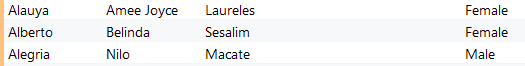 Alauya Amee Joyce Laureles Female
Alberto Belinda Sesalim Female
Alegria Nilo Macate Male